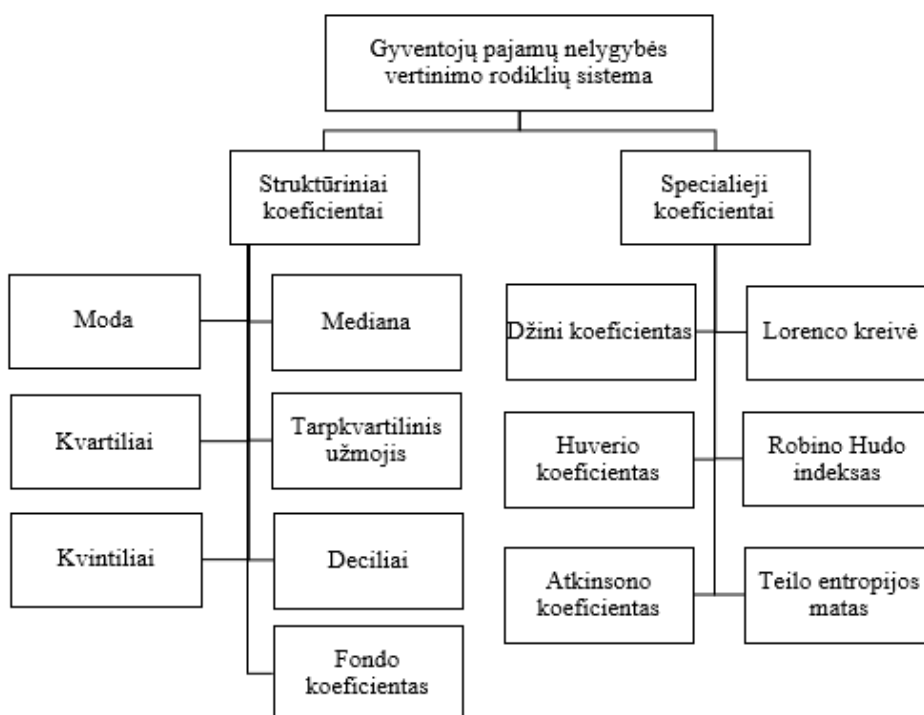 Gyventojų pajamų nelygybės
vertinimo rodiklių sistema
Struktūriniai
koeficientai
Specialieji
koeficientai
Moda
Mediana
Džini koeficientas
Lorenco kreivė
Kvartiliai
Tarpkvartilinis
užmojis
Huverio
koeficientas
Robino Hudo
indeksas
Kvintiliai
Deciliai
Atkinsono
koeficientas
Teilo entropijos
matas
Fondo
koeficientas